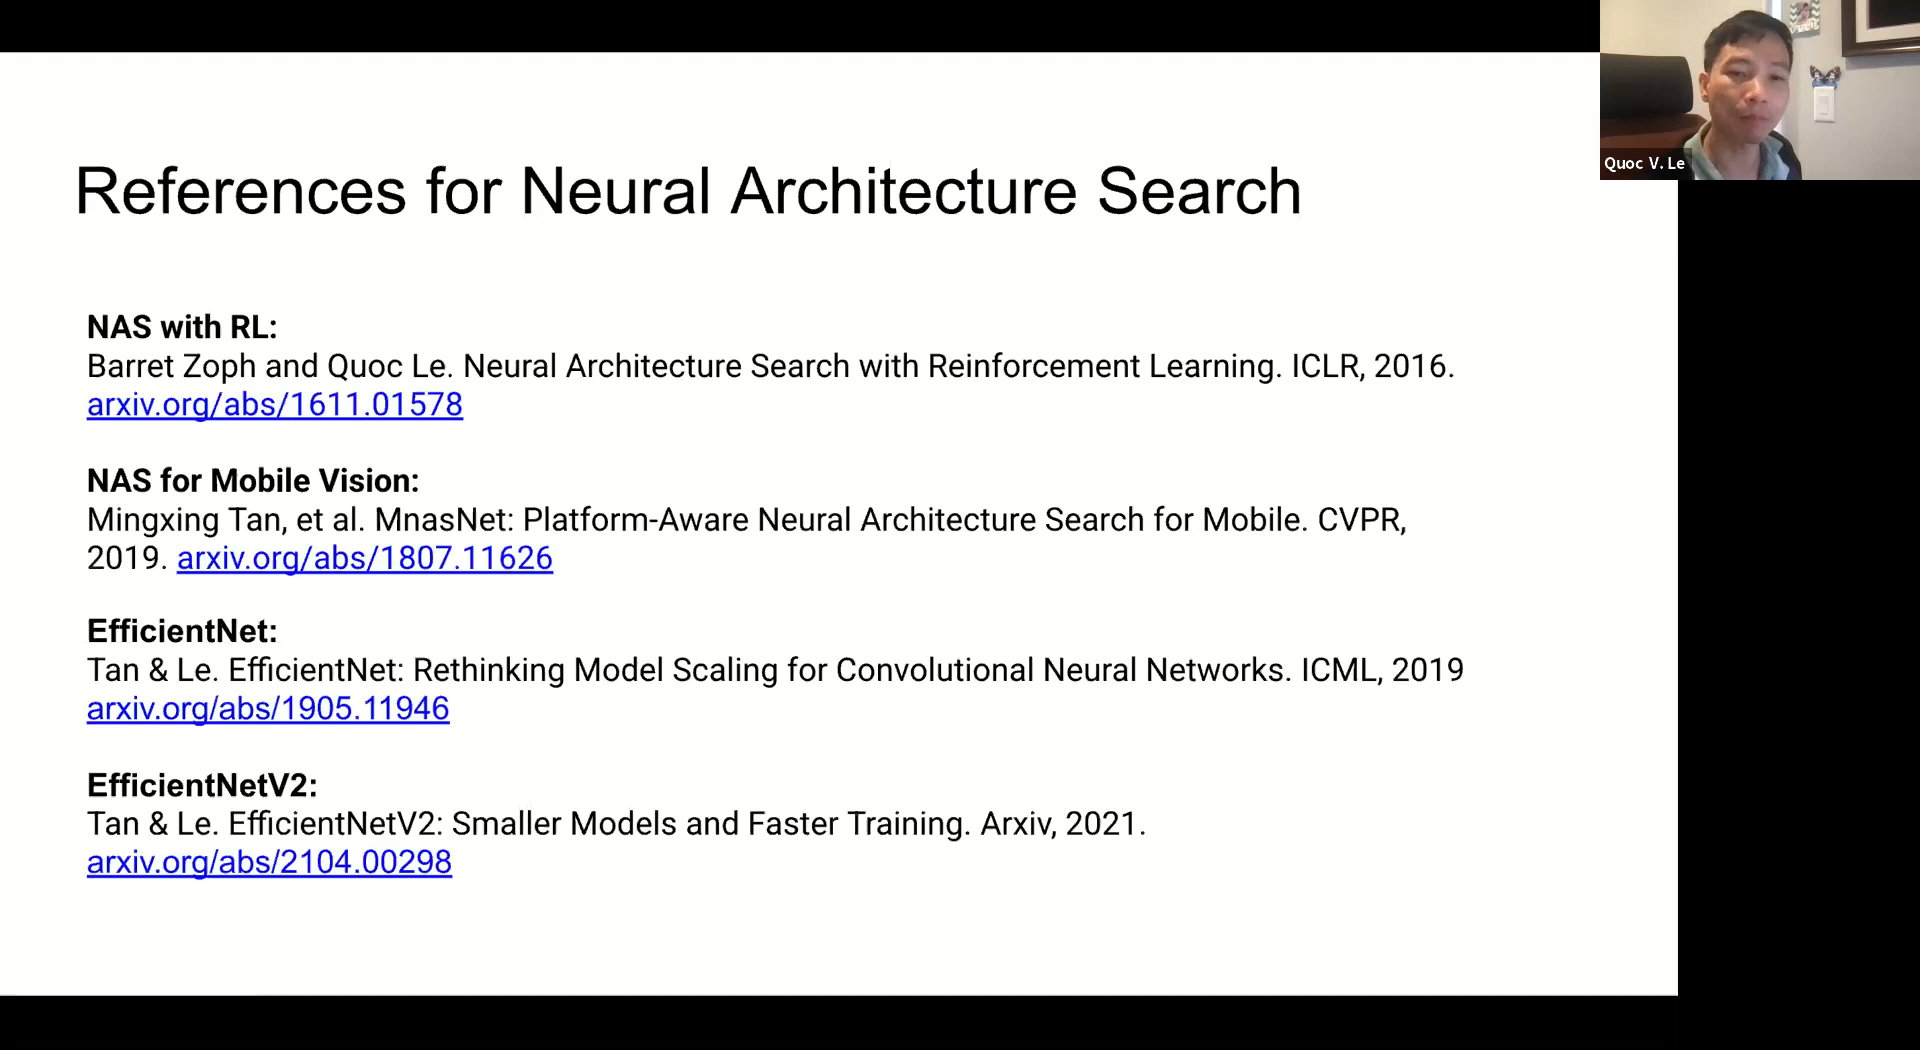 References for Neural Architecture Search
Quoc V. Le
NAS with RL:
Barret Zoph and Quoc Le. Neural Architecture Search with Reinforcement Learning. ICLR, 2016.
arxiv.org/abs/1611.01578
NAS for Mobile Vision:
Mingxing Tan, et al. MnasNet: Platform-Aware Neural Architecture Search for Mobile. CVPR,
2019. arxiv.org/abs/1807.11626
EfficientNet:
Tan & Le. EfficientNet: Rethinking Model Scaling for Convolutional Neural Networks. ICML, 2019
arxiv.org/abs/1905.11946
EfficientNetV2:
Tan & Le. EfficientNetV2: Smaller Models and Faster Training. Arxiv, 2021.
arxiv.org/abs/2104.00298